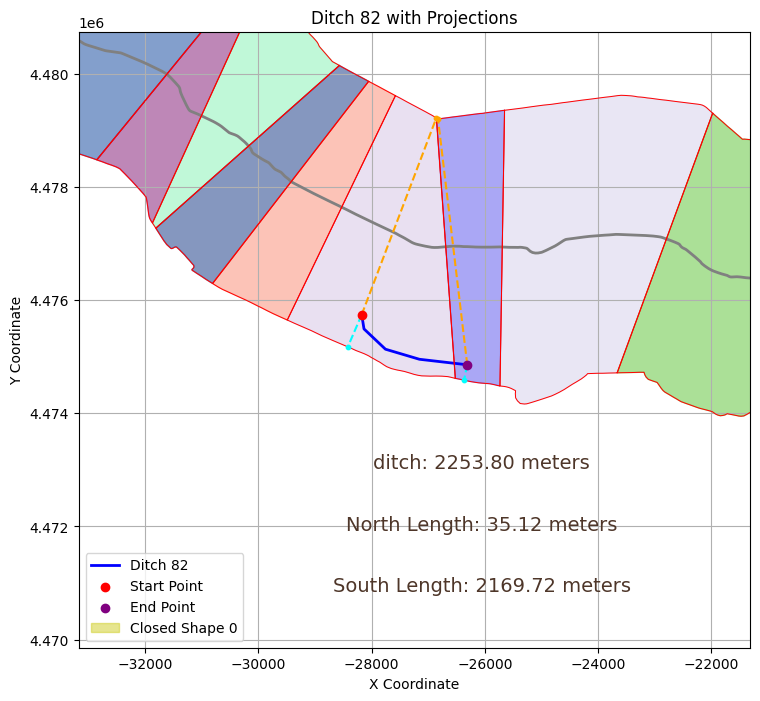 Ditch 82 with Projections
1e6
4.480
4.478
4.476
4.474
4.472
4.470
Y Coordinate
ditch: 2253.80 meters
North Length: 35.12 meters
South Length: 2169.72 meters
Ditch 82
Start Point
End Point
Closed Shape 0
−32000 −30000 −28000 −26000 −24000 −22000
X Coordinate